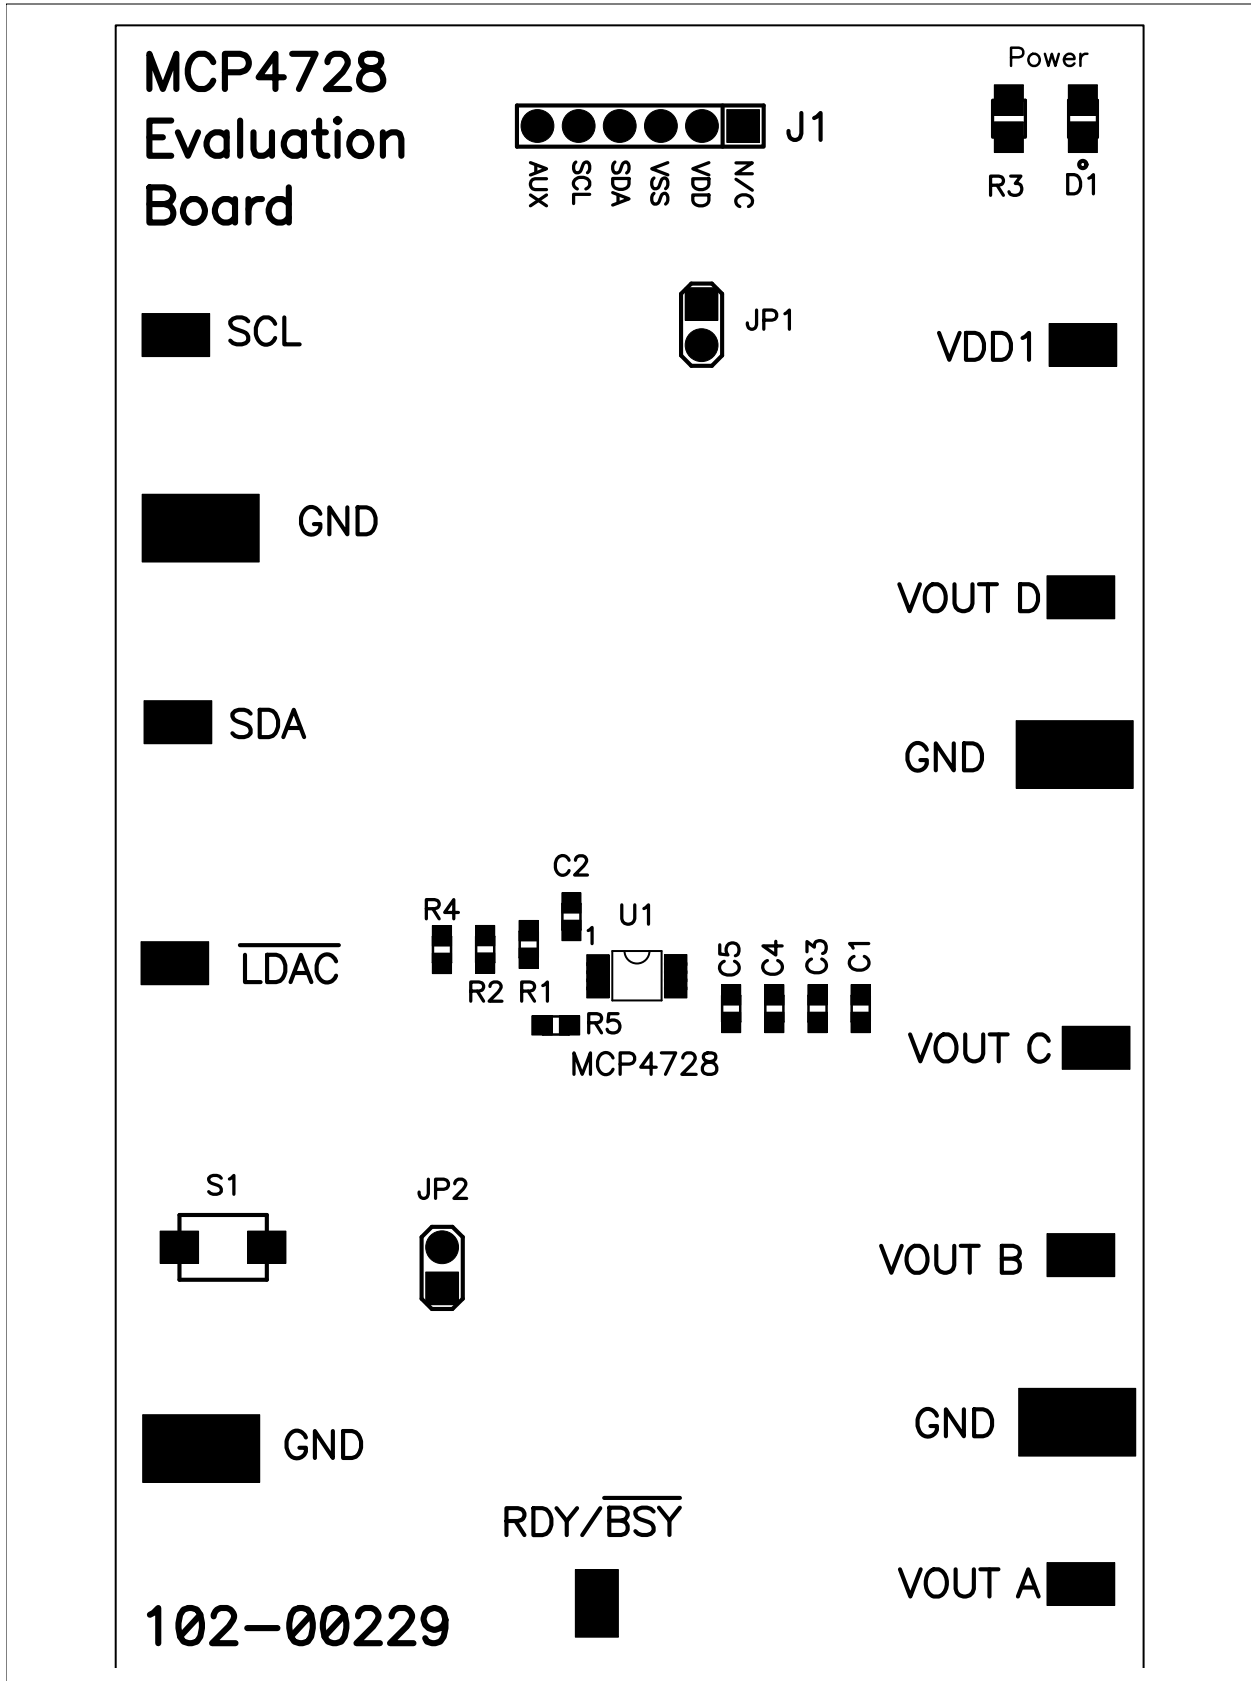 MCP4728
Evaluation
Board
Power
J1
AUX
SCL
SDA
VSS
VDD
N/C
R3
D1
SCL
JP1
VDD1
GND
VOUT D
SDA
GND
C2
R4
U1
1
C5
C4
C3
C1
LDAC
R2
R1
R5
MCP4728
VOUT C
S1
JP2
VOUT B
GND
GND
RDY/BSY
VOUT A
102-00229